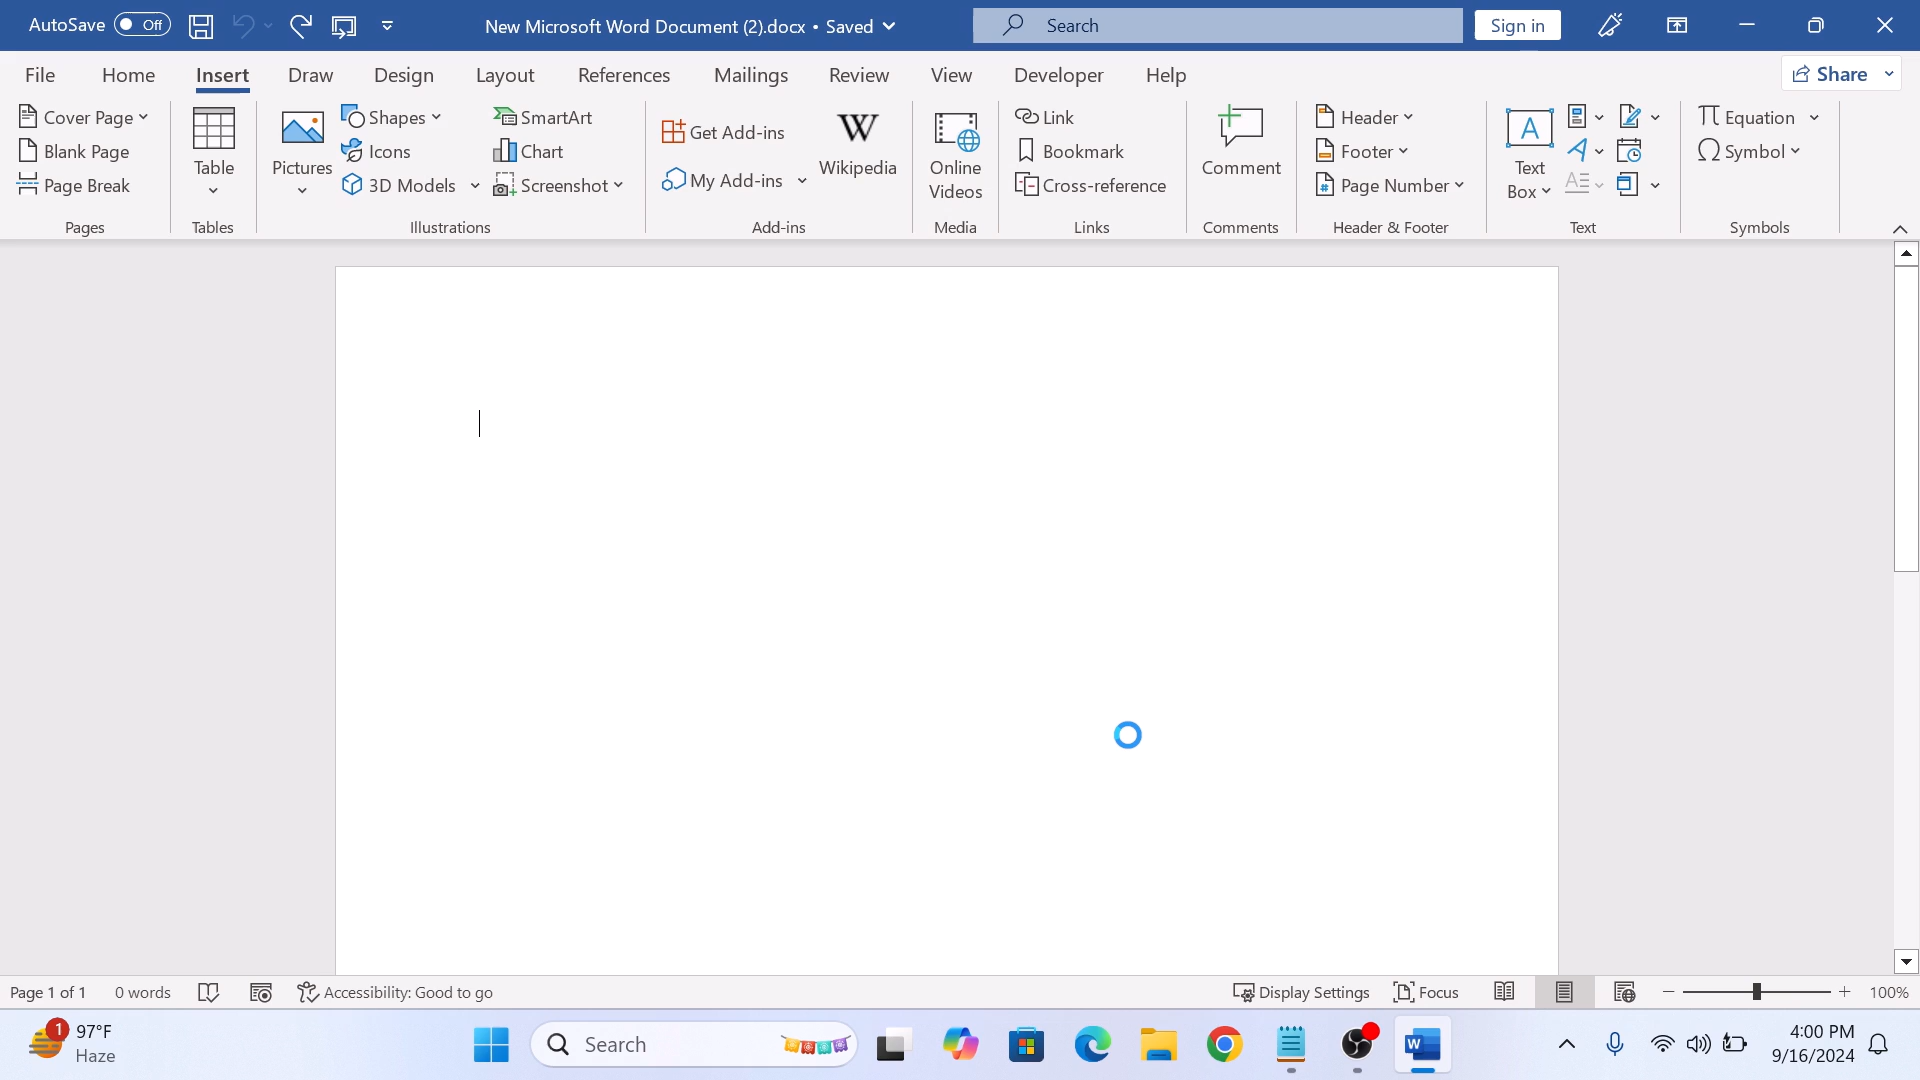 AutoSave Off New Microsoft Word Document (2).docx • Saved Search Sign in
File Home Insert Draw Design Layout References Mailings Review View Developer Help Share
Cover Page
Blank Page
Page Break
Pages
Table
Tables
Pictures
Shapes
Icons
3D Models
SmartArt
Chart
Screenshot
Illustrations
Get Add-ins
My Add-ins
W
Wikipedia
Add-ins
Online
Videos
Media
Link
Bookmark
Cross-reference
Links
Comment
Comments
Header
Footer
Page Number
Header & Footer
A
Text
Box
Text
Equation
Symbol
Symbols
Page 1 of 1 0 words Accessibility: Good to go Display Settings Focus 100%
1 97°F
Haze
Search
W
4:00 PM
9/16/2024